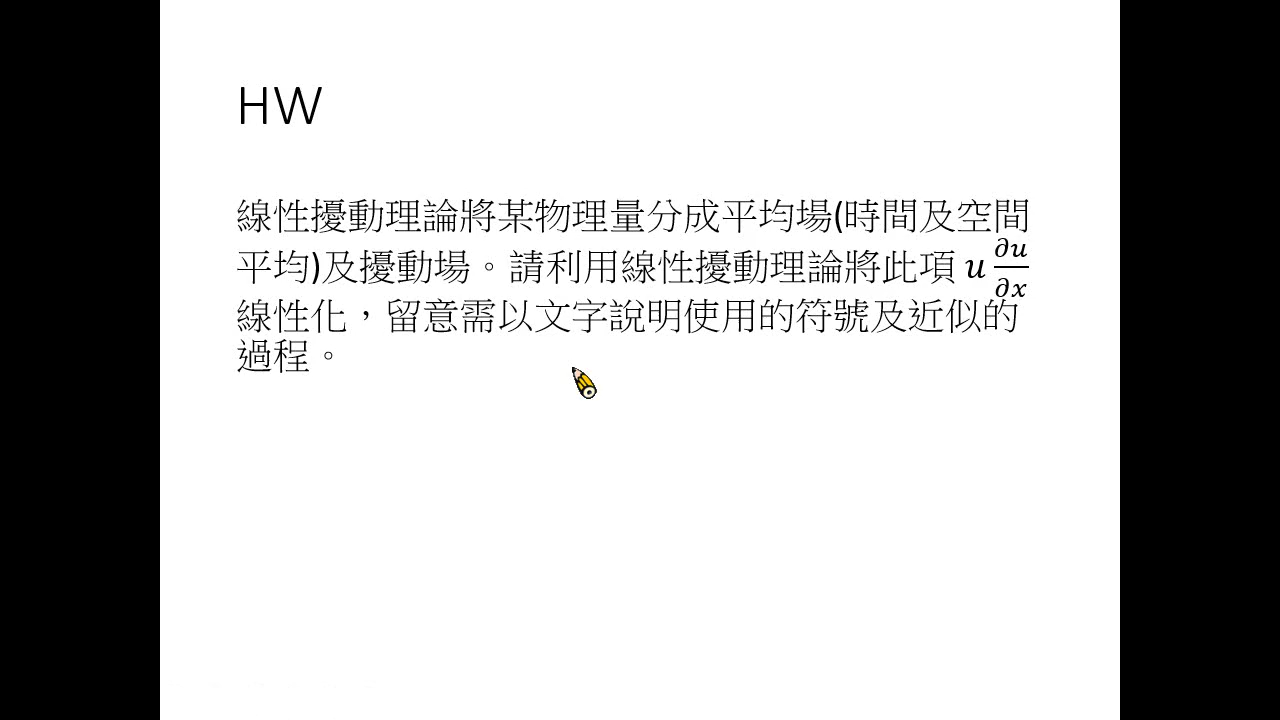 HW
線性擾動理論將某物理量分成平均場(時間及空間
平均)及擾動場。請利用線性擾動理論將此項 u ∂u/∂x
線性化，留意需以文字說明使用的符號及近似的
過程。